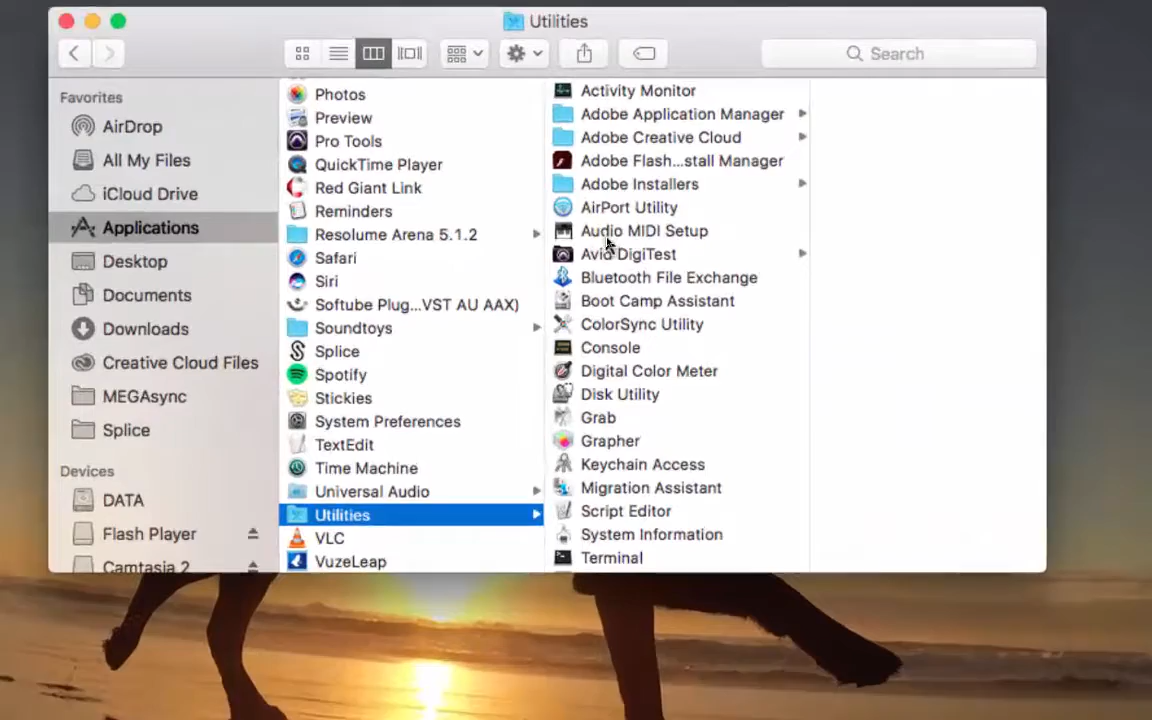 Utilities
Search
Favorites
AirDrop
All My Files
iCloud Drive
Applications
Desktop
Documents
Downloads
Creative Cloud Files
MEGAsync
Splice
Devices
DATA
Flash Player
Camtasia 2
Photos
Preview
Pro Tools
QuickTime Player
Red Giant Link
Reminders
Resolume Arena 5.1.2
Safari
Siri
Softube Plug...VST AU AAX)
Soundtoys
Splice
Spotify
Stickies
System Preferences
TextEdit
Time Machine
Universal Audio
Utilities
VLC
VuzeLeap
Activity Monitor
Adobe Application Manager
Adobe Creative Cloud
Adobe Flash...stall Manager
Adobe Installers
AirPort Utility
Audio MIDI Setup
Avid DigiTest
Bluetooth File Exchange
Boot Camp Assistant
ColorSync Utility
Console
Digital Color Meter
Disk Utility
Grab
Grapher
Keychain Access
Migration Assistant
Script Editor
System Information
Terminal